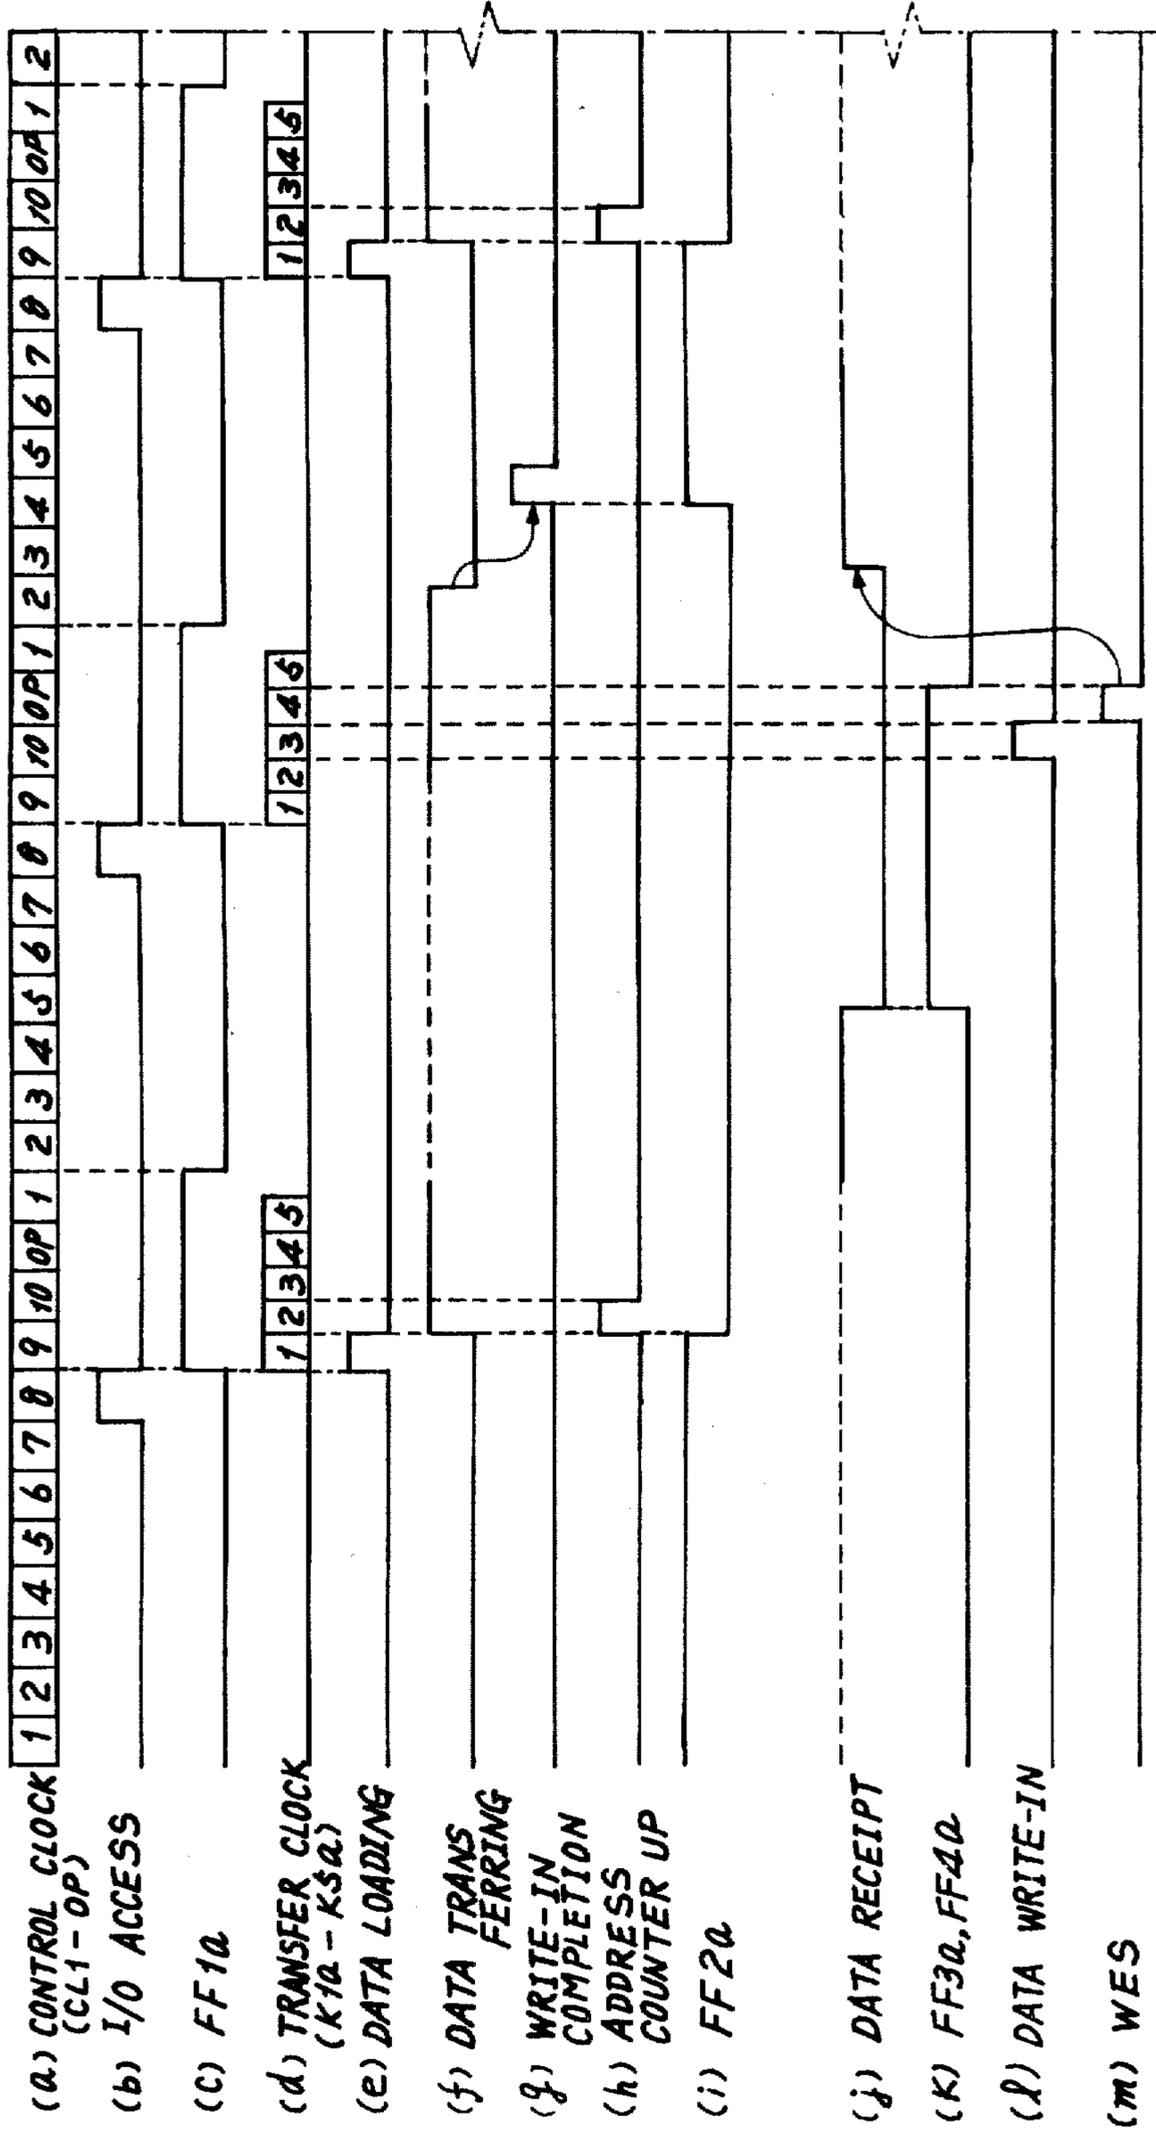 (a) CONTROL CLOCK 1 2 3 4 5 6 7 8 9 10 OP 1 2 3 4 5 6 7 8 9 10 OP 1 2 3 4 5 6 7 8 9 10 OP 1 2
(CL1-OP)
(b) I/O ACCESS
(c) FF1a
(d) TRANSFER CLOCK 1 2 3 4 5 1 2 3 4 5 1 2 3 4 5
(K1a-K5a)
(e) DATA LOADING
(f) DATA TRANS
FERRING
(g) WRITE-IN
COMPLETION
(h) ADDRESS
COUNTER UP
(i) FF2a
(j) DATA RECEIPT
(K) FF3a, FF4a
(l) DATA WRITE-IN
(m) WES